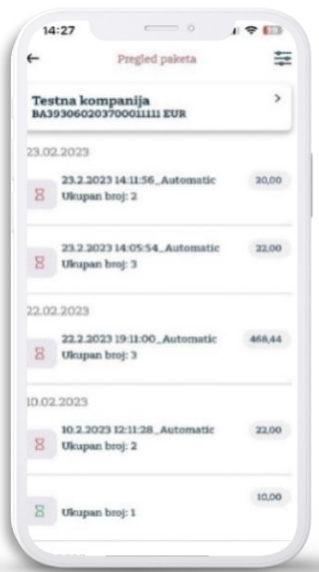 14:27
Pregled paketa
Testna kompanija
BA393060203700011111 EUR
23.02.2023
23.2.2023 14:11:56_Automatic
20,00
Ukupan broj: 2
23.2.2023 14:05:54_Automatic
22,00
Ukupan broj: 3
22.02.2023
22.2.2023 19:11:00_Automatic
468,44
Ukupan broj: 3
10.02.2023
10.2.2023 12:11:28_Automatic
22,00
Ukupan broj: 2
10,00
Ukupan broj: 1